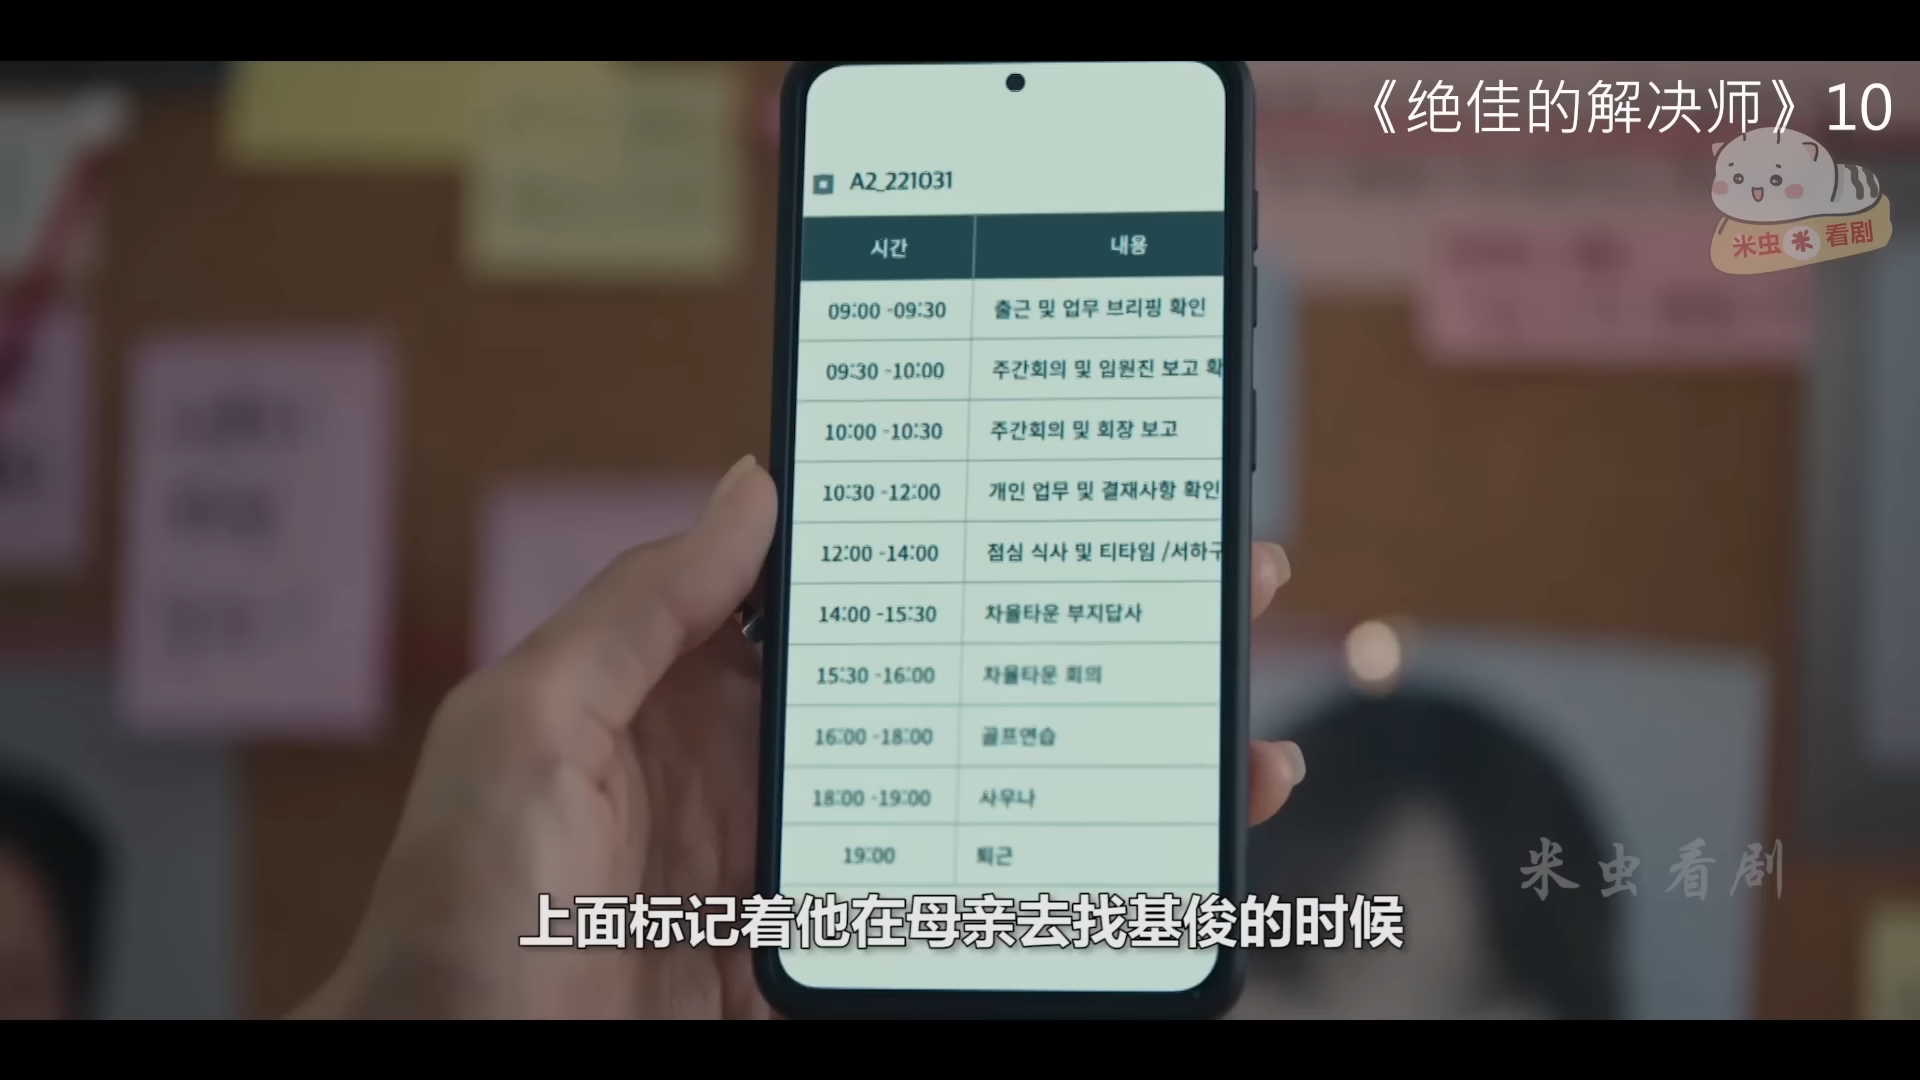 《绝佳的解决师》10
米虫米看剧
A2_221031
시간 내용
09:00 -09:30 출근 및 업무 브리핑 확인
09:30 -10:00 주간회의 및 임원진 보고 확
10:00 -10:30 주간회의 및 회장 보고
10:30 -12:00 개인 업무 및 결재사항 확인
12:00 -14:00 점심 식사 및 티타임 /서하구
14:00 -15:30 차율타운 부지답사
15:30 -16:00 차율타운 회의
16:00 -18:00 골프연습
18:00 -19:00 사우나
19:00 퇴근
米虫看剧
上面标记着他在母亲去找基俊的时候